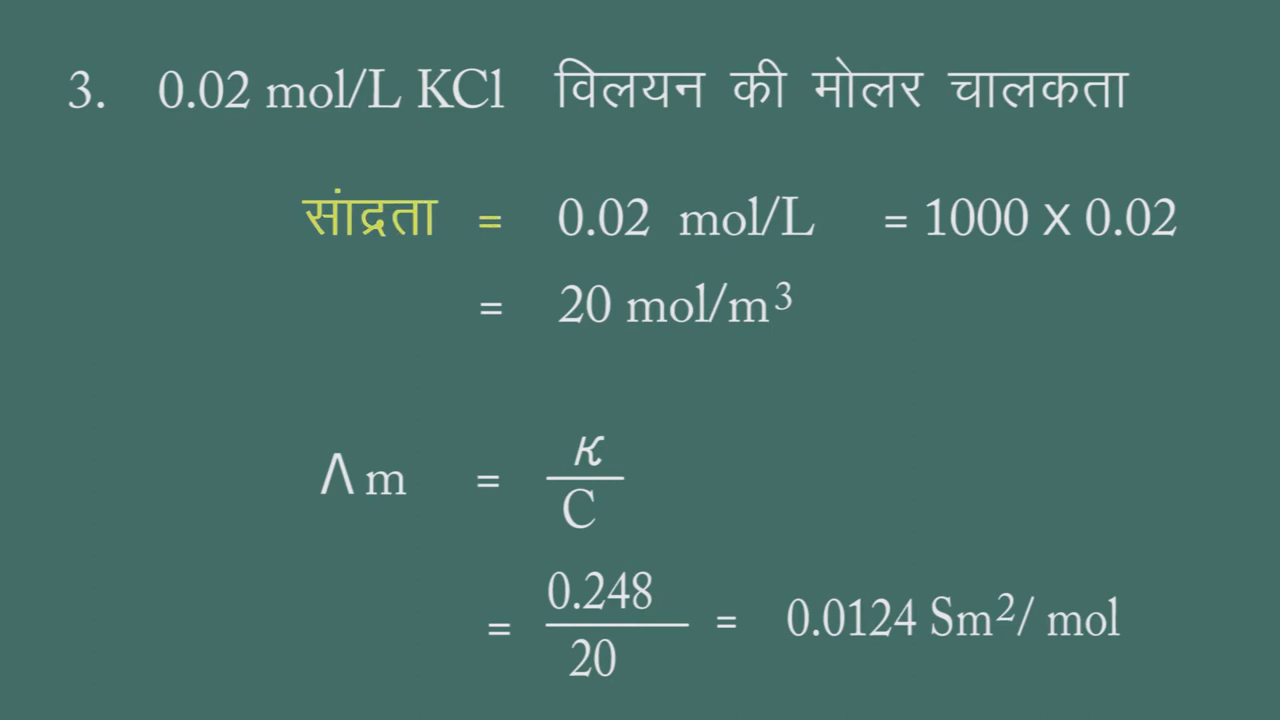 3. 0.02 mol/L KCl विलयन की मोलर चालकता
सांद्रता = 0.02 mol/L = 1000 X 0.02
= 20 mol/m³
Λm = κ
C
= 0.248 = 0.0124 Sm²/ mol
20